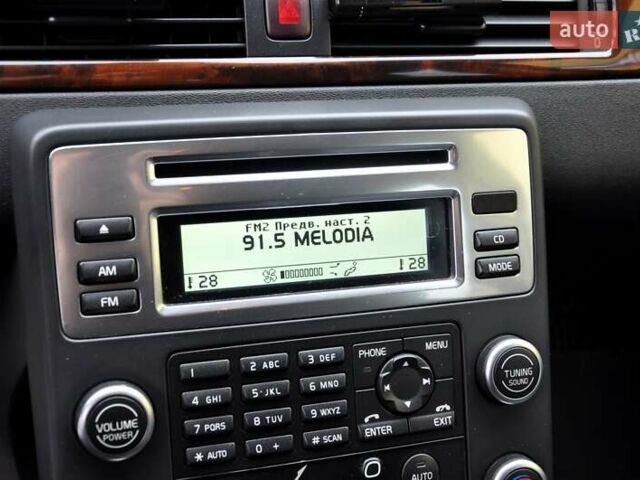 auto
FM2 Предв. наст. 2
91.5 MELODIA
28 28
AM
FM
CD
MODE
1 2 ABC 3 DEF
4 GHI 5-JKL 6 MNO
7 PQRS 8 TUV 9 WXYZ
* AUTO 0 + # SCAN
PHONE MENU
ENTER EXIT
VOLUME
POWER
TUNING
SOUND
AUTO